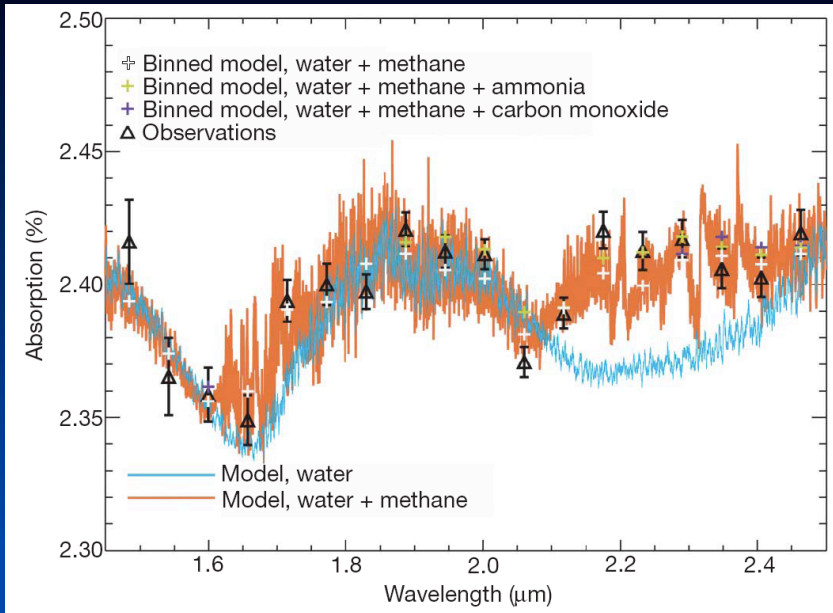 2.50
Binned model, water + methane
Binned model, water + methane + ammonia
Binned model, water + methane + carbon monoxide
Observations
2.45
2.40
2.35
2.30
Absorption (%)
Model, water
Model, water + methane
1.6 1.8 2.0 2.2 2.4
Wavelength (μm)